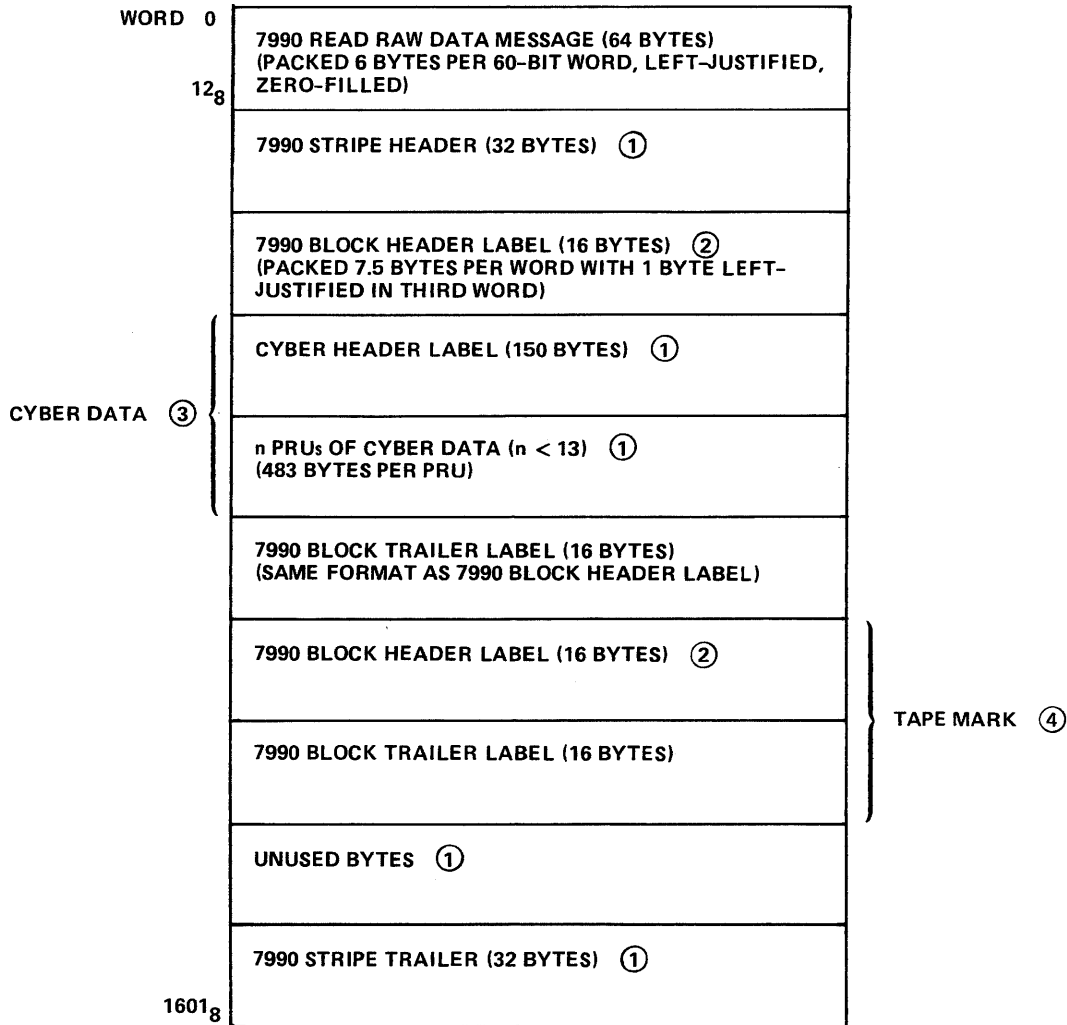 WORD 0
7990 READ RAW DATA MESSAGE (64 BYTES)
(PACKED 6 BYTES PER 60-BIT WORD, LEFT-JUSTIFIED,
ZERO-FILLED)
12₈
7990 STRIPE HEADER (32 BYTES) ①
7990 BLOCK HEADER LABEL (16 BYTES) ②
(PACKED 7.5 BYTES PER WORD WITH 1 BYTE LEFT-
JUSTIFIED IN THIRD WORD)
CYBER HEADER LABEL (150 BYTES) ①
CYBER DATA ③
n PRUs OF CYBER DATA (n < 13) ①
(483 BYTES PER PRU)
7990 BLOCK TRAILER LABEL (16 BYTES)
(SAME FORMAT AS 7990 BLOCK HEADER LABEL)
7990 BLOCK HEADER LABEL (16 BYTES) ②
TAPE MARK ④
7990 BLOCK TRAILER LABEL (16 BYTES)
UNUSED BYTES ①
7990 STRIPE TRAILER (32 BYTES) ①
1601₈